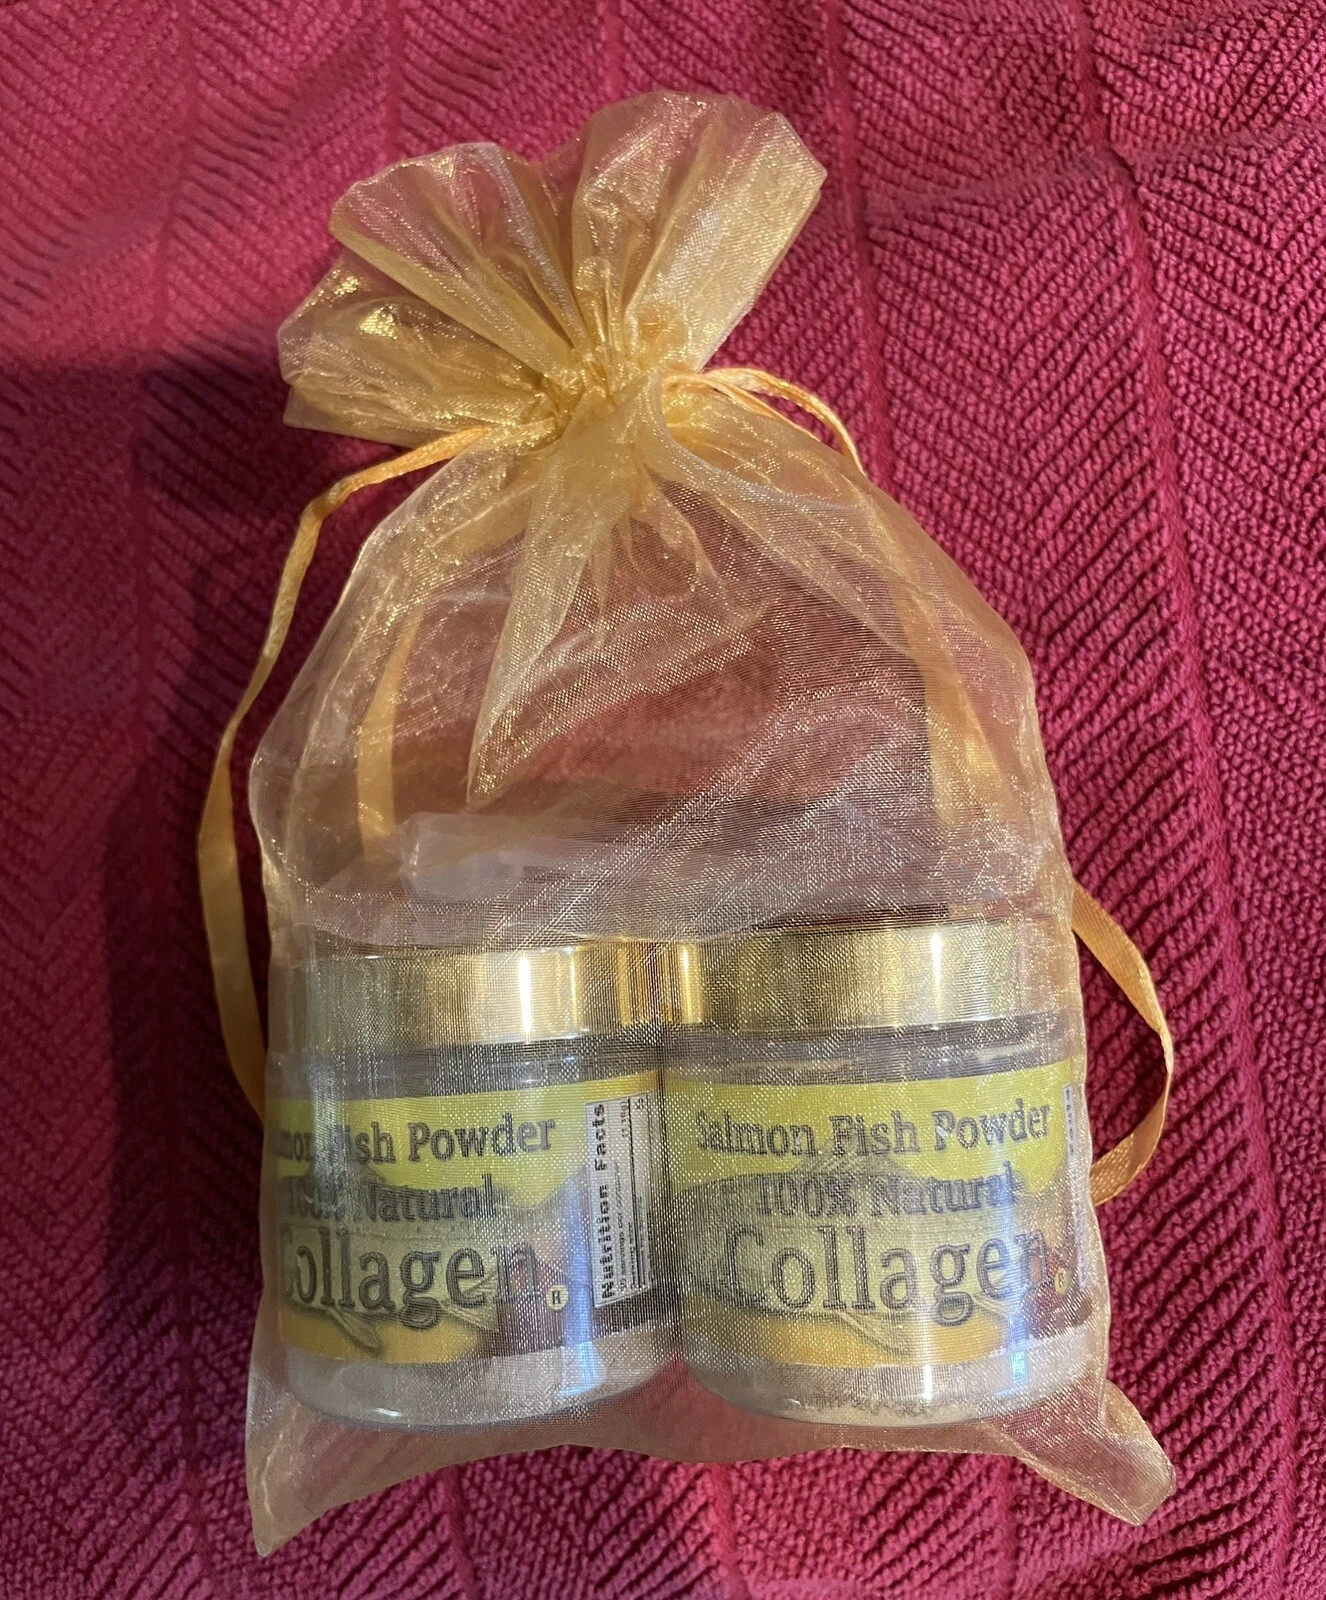 Salmon Fish Powder
100% Natural
Collagen
R
Nutrition Facts
Salmon Fish Powder
100% Natural
Collagen
R